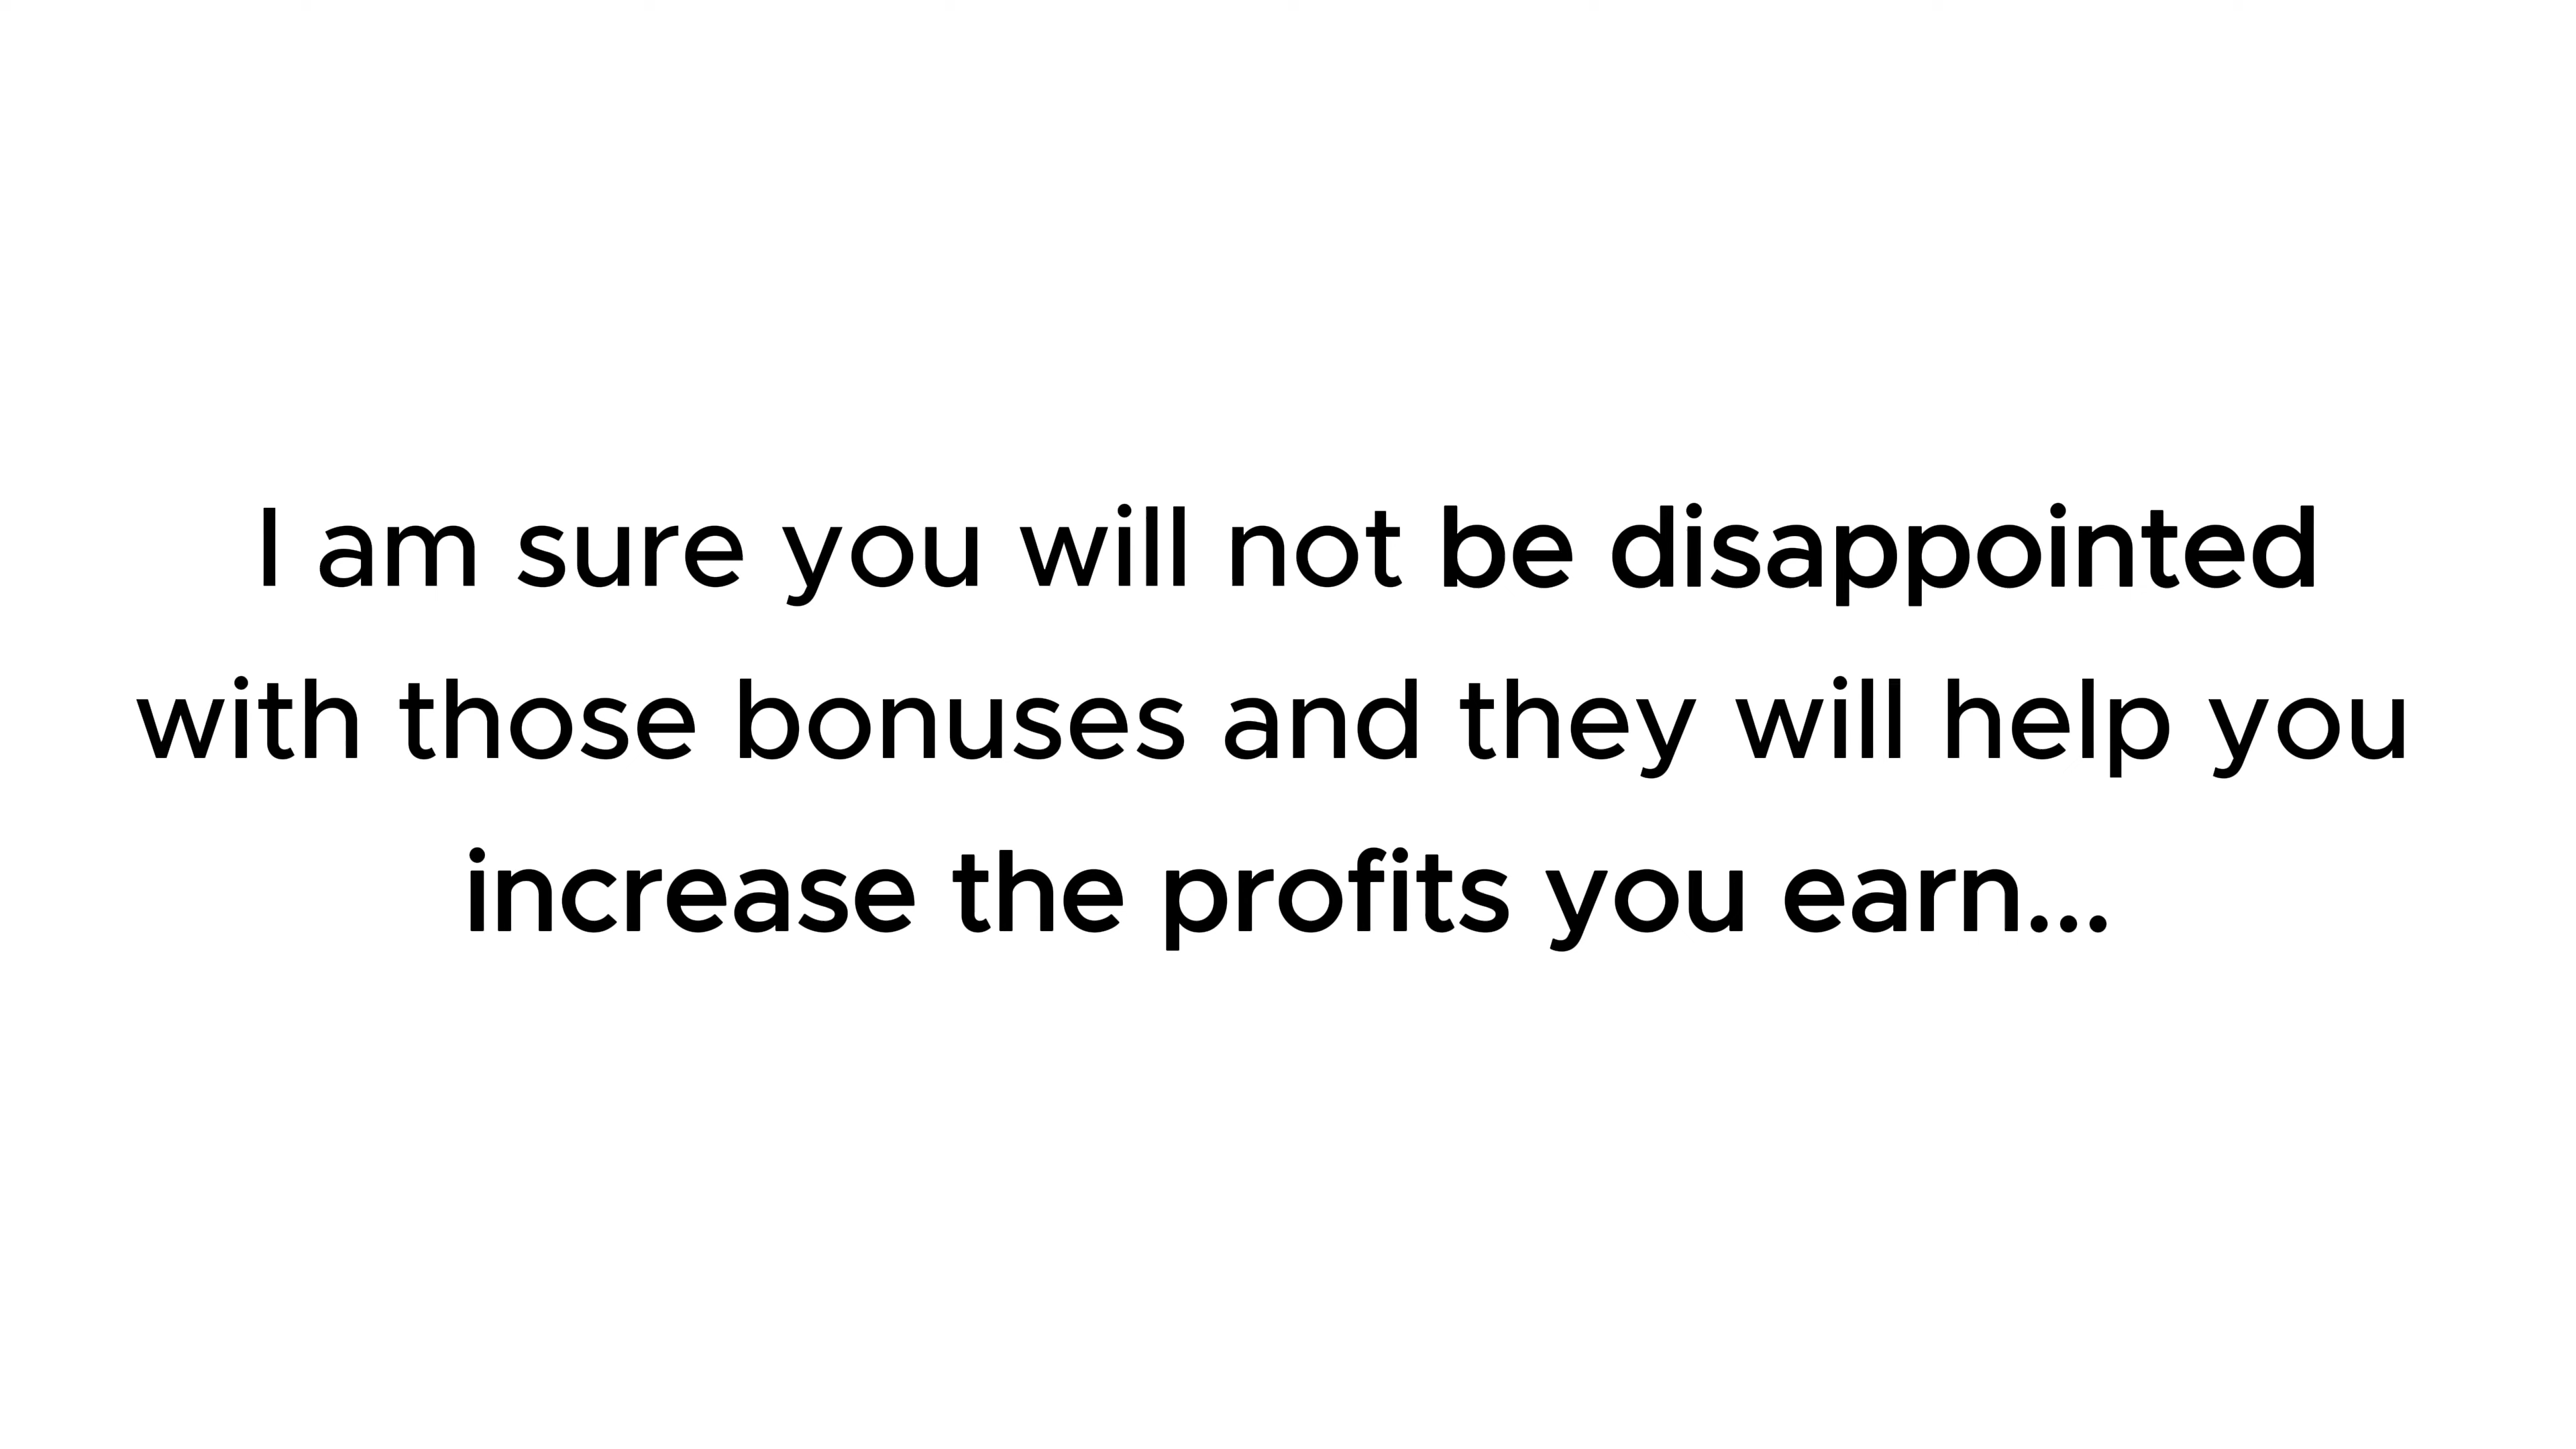 I am sure you will not be disappointed
with those bonuses and they will help you
increase the profits you earn...